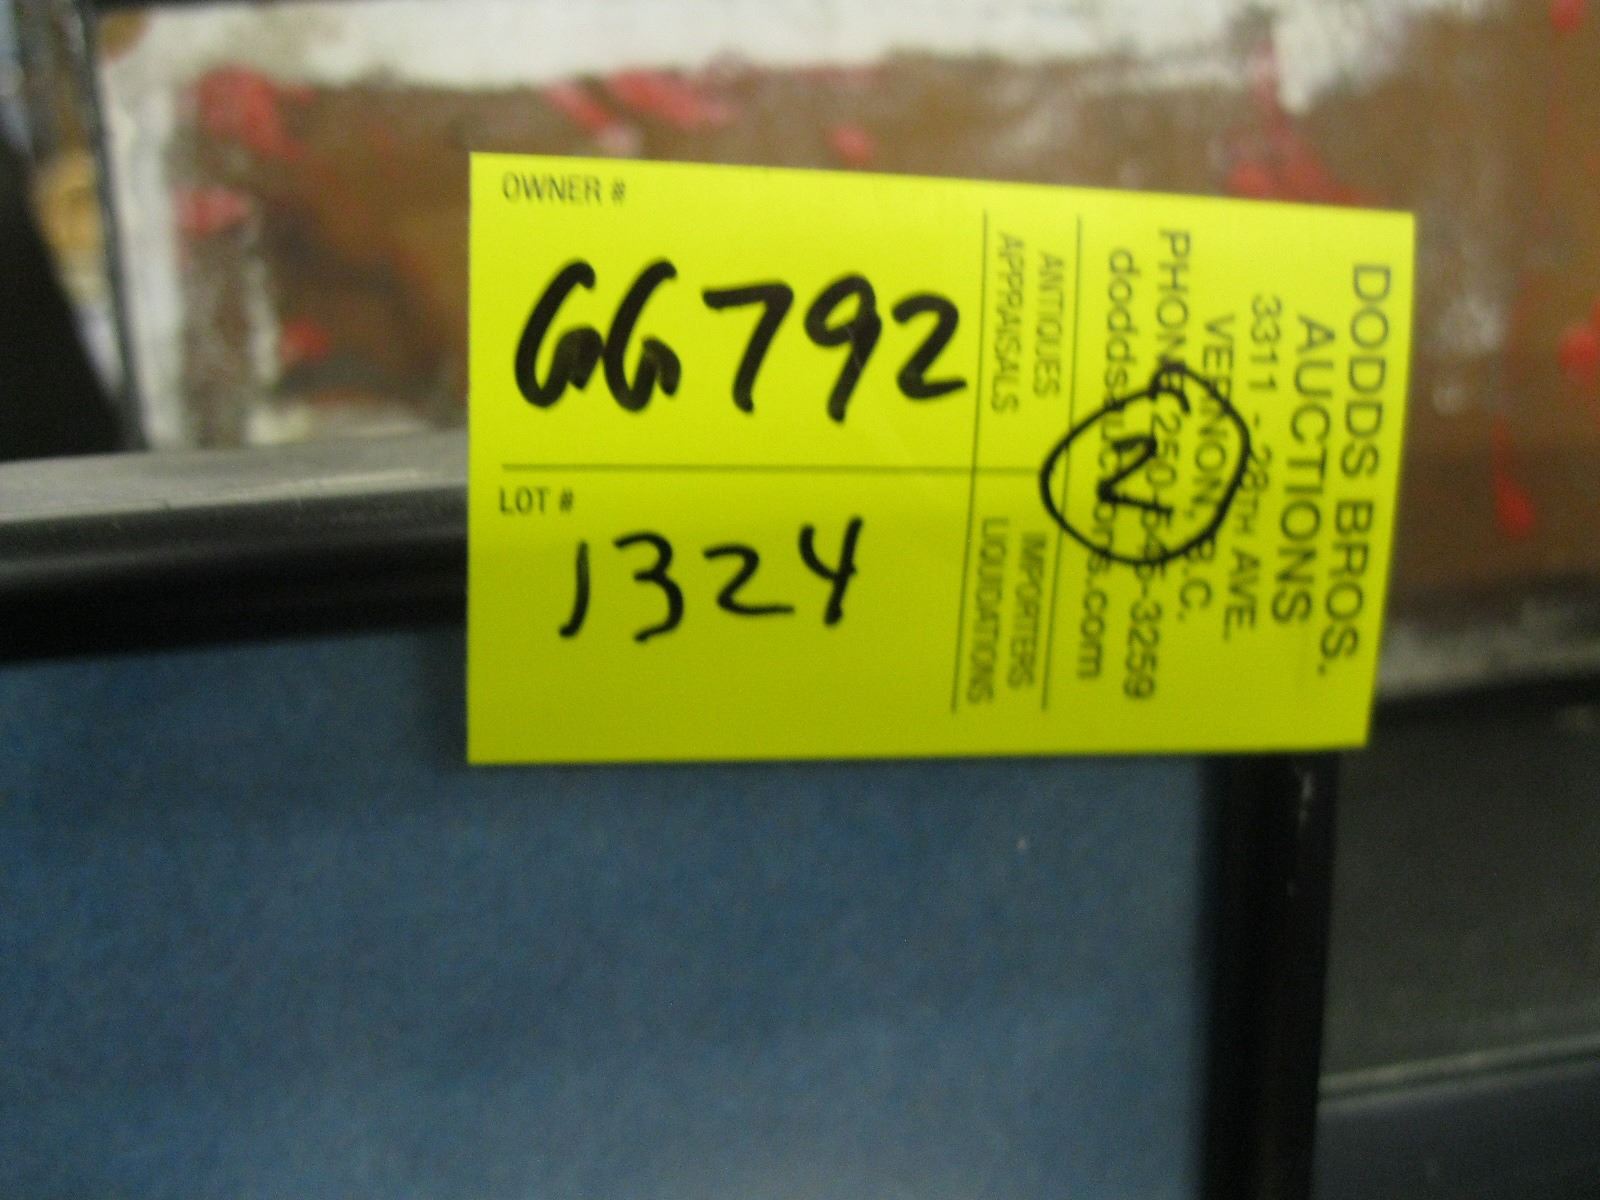 OWNER #
GG792
LOT #
1324
ANTIQUES
APPRAISALS
IMPORTERS
LIQUIDATIONS
DODDS BROS.
AUCTIONS
3311 - 28TH AVE.
VERNON, B.C.
PHONE 250-545-3259
doddsauctions.com
N